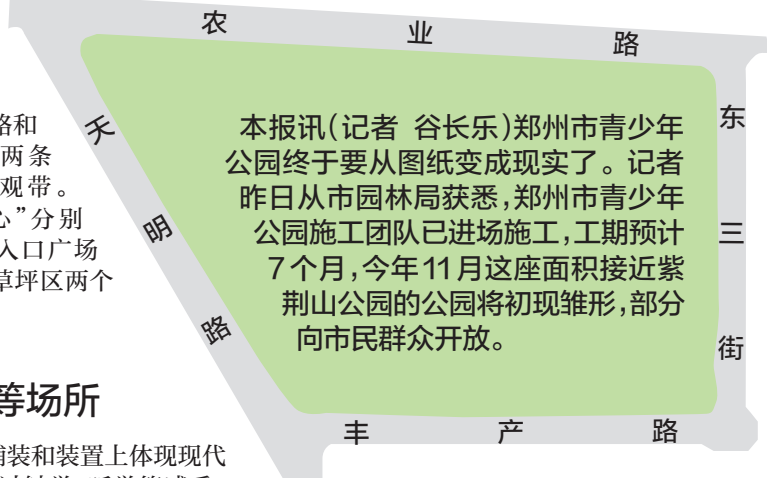 农业路
天明路
东三街
丰产路
本报讯（记者 谷长乐）郑州市青少年
公园终于要从图纸变成现实了。记者
昨日从市园林局获悉，郑州市青少年
公园施工团队已进场施工，工期预计
7个月，今年11月这座面积接近紫
荆山公园的公园将初现雏形，部分
向市民群众开放。
路和
两条
观带。
心”分别
入口广场
草坪区两个
等场所
铺装和装置上体现现代